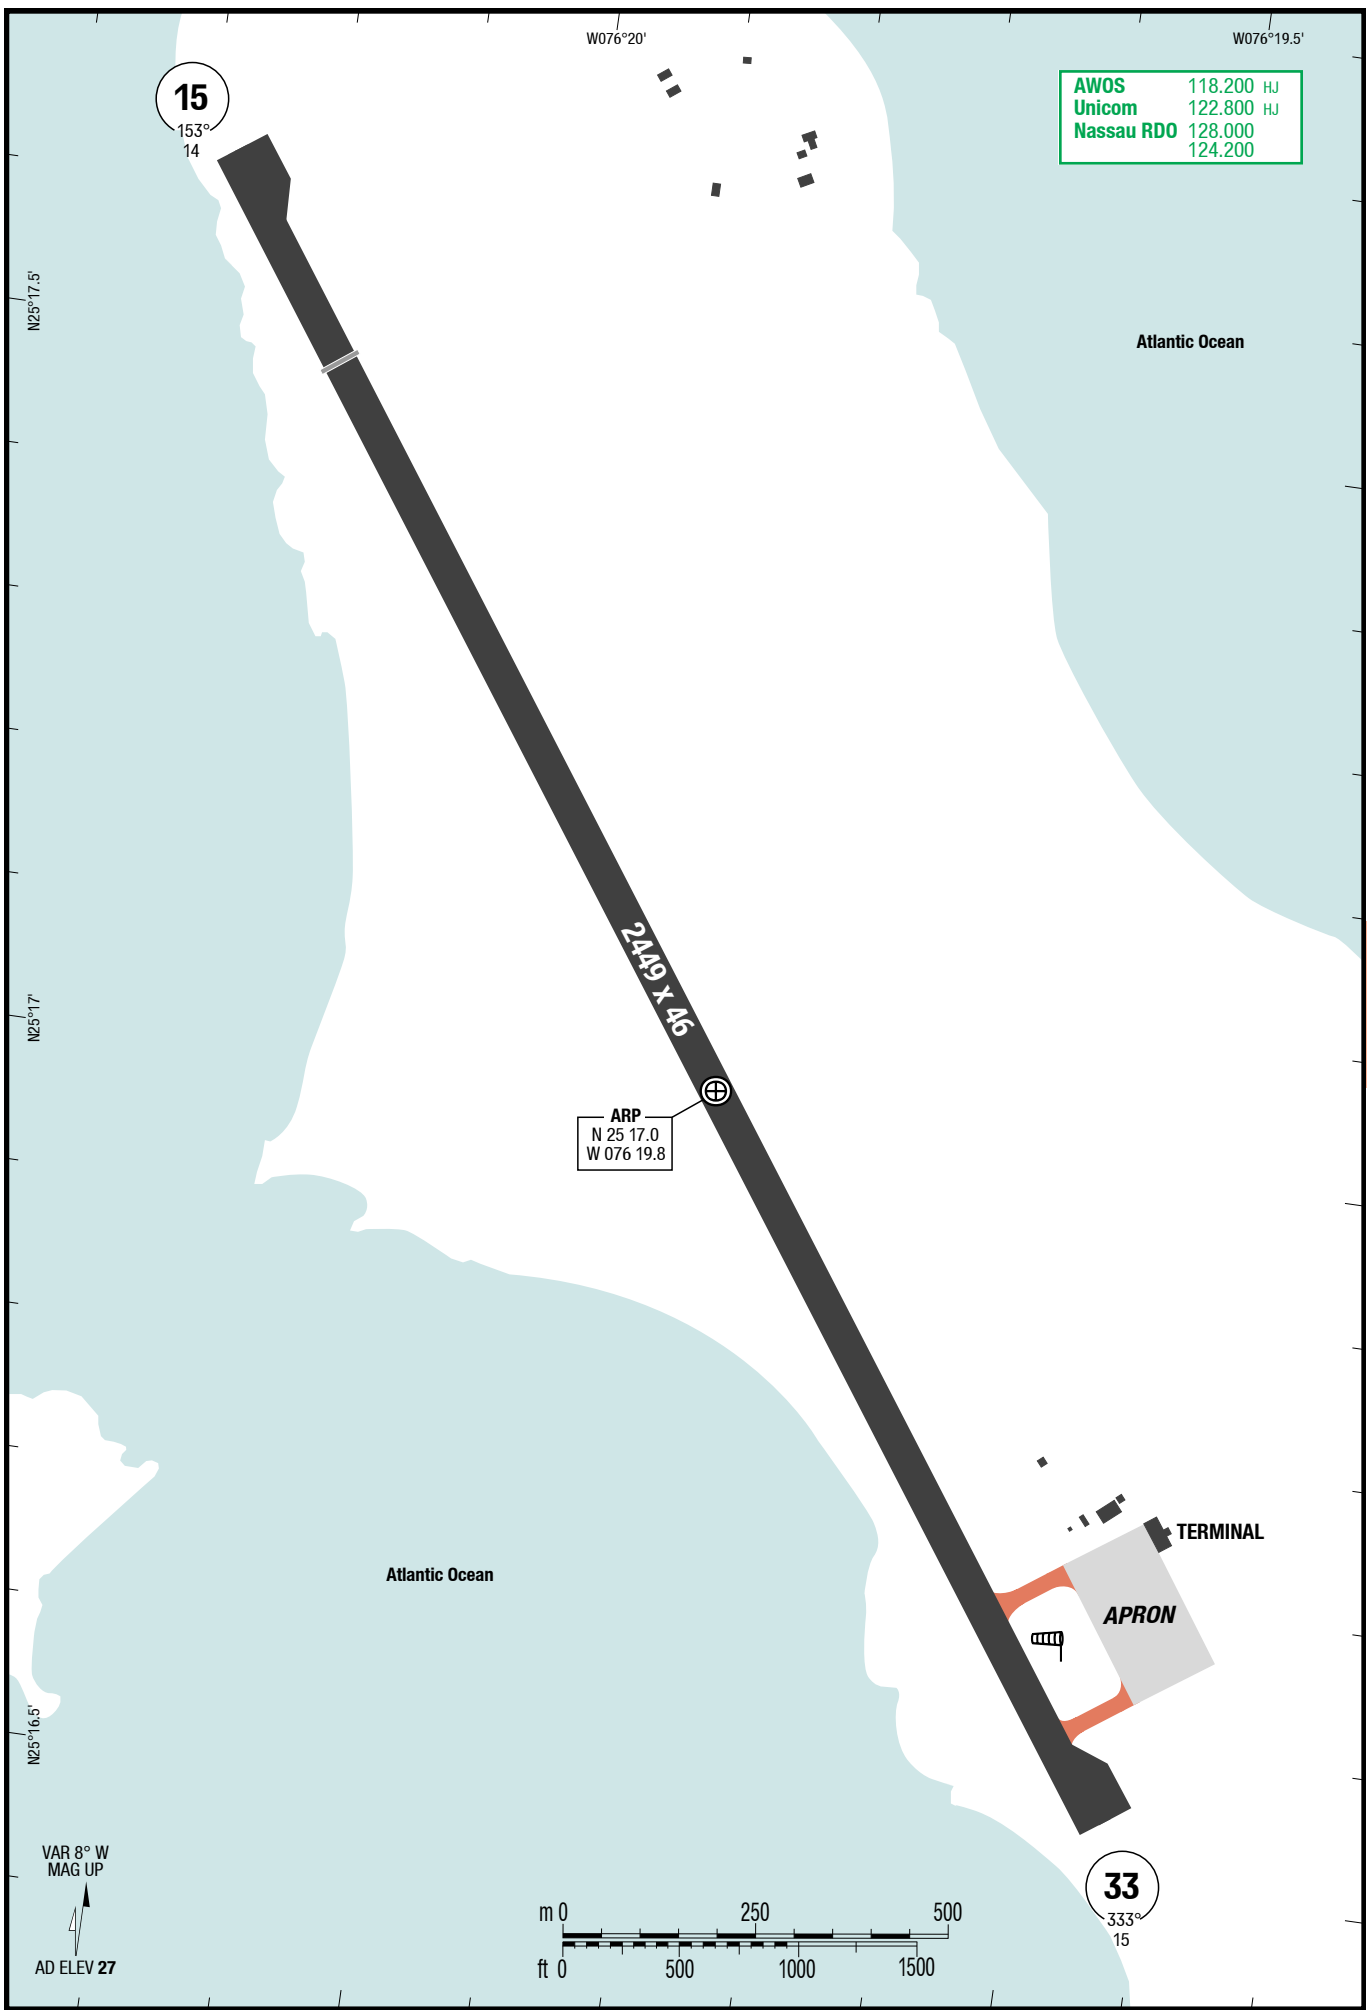 W076°20'
W076°19.5'
15
153°
14
AWOS 118.200 HJ
Unicom 122.800 HJ
Nassau RDO 128.000
124.200
N25°17.5'
Atlantic Ocean
2449 x 46
N25°17'
ARP
N 25 17.0
W 076 19.8
TERMINAL
Atlantic Ocean
APRON
N25°16.5'
VAR 8° W
MAG UP
33
333°
15
m 0 250 500
ft 0 500 1000 1500
AD ELEV 27